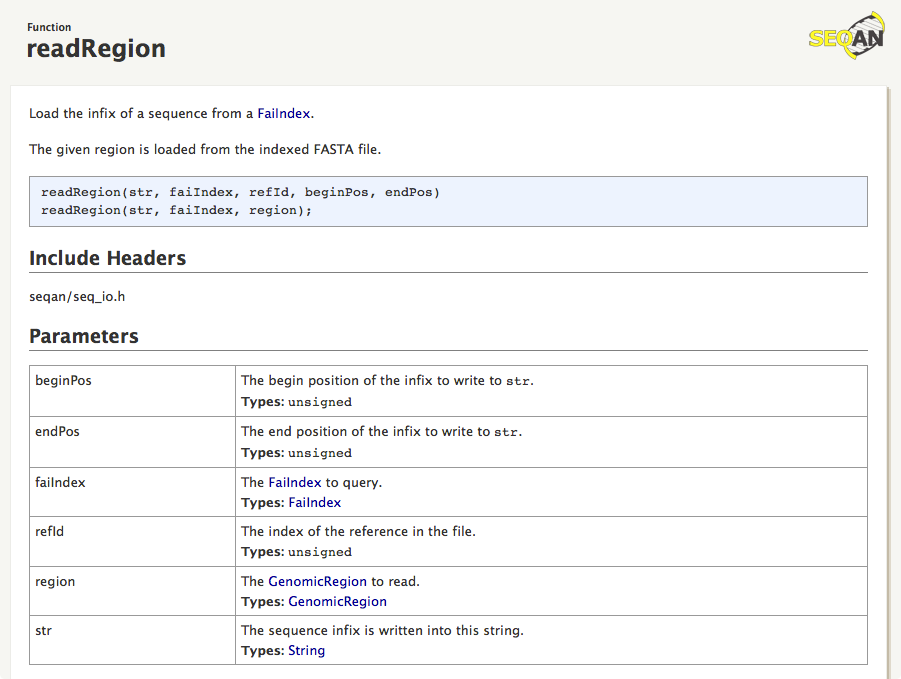 Function
readRegion
SEQAN
Load the infix of a sequence from a FaiIndex.
The given region is loaded from the indexed FASTA file.
readRegion(str, faiIndex, refId, beginPos, endPos)
readRegion(str, faiIndex, region);
Include Headers
seqan/seq_io.h
Parameters
beginPos
The begin position of the infix to write to str.
Types: unsigned
endPos
The end position of the infix to write to str.
Types: unsigned
faiIndex
The FaiIndex to query.
Types: FaiIndex
refId
The index of the reference in the file.
Types: unsigned
region
The GenomicRegion to read.
Types: GenomicRegion
str
The sequence infix is written into this string.
Types: String